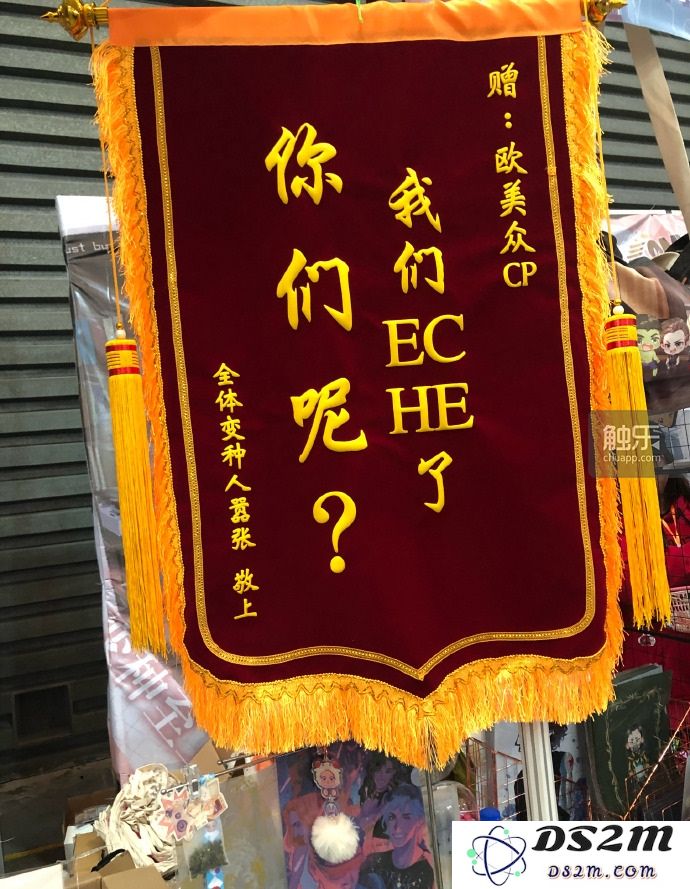 赠：欧美众CP
我们EC
HE了
你们呢？
全体变种人嚣张 敬上
触乐
chuapp.com
DS2M
DS2m.com